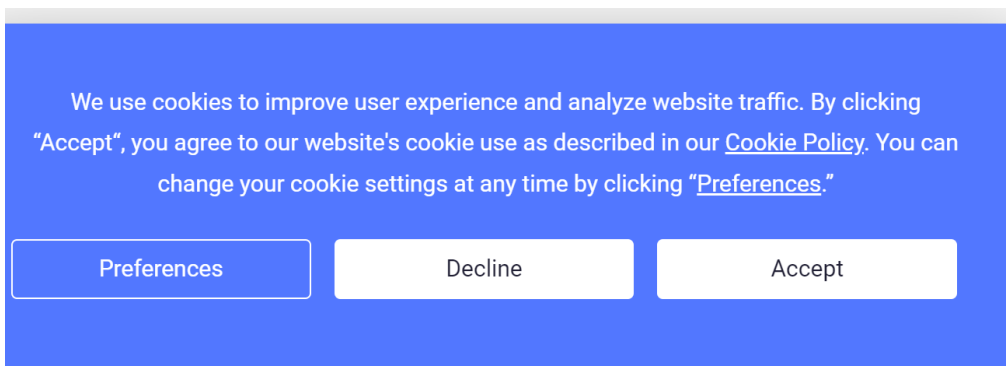 We use cookies to improve user experience and analyze website traffic. By clicking
“Accept“, you agree to our website's cookie use as described in our Cookie Policy. You can
change your cookie settings at any time by clicking “Preferences.”
Preferences
Decline
Accept